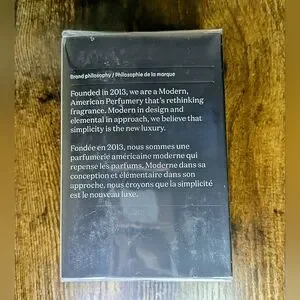 Brand philosophy / Philosophie de la marque
Founded in 2013, we are a Modern,
American Perfumery that's rethinking
fragrance. Modern in design and
elemental in approach, we believe that
simplicity is the new luxury.
Fondée en 2013, nous sommes une
parfumerie américaine moderne qui
repense les parfums. Moderne dans sa
conception et élémentaire dans son
approche, nous croyons que la simplicité
est le nouveau luxe.